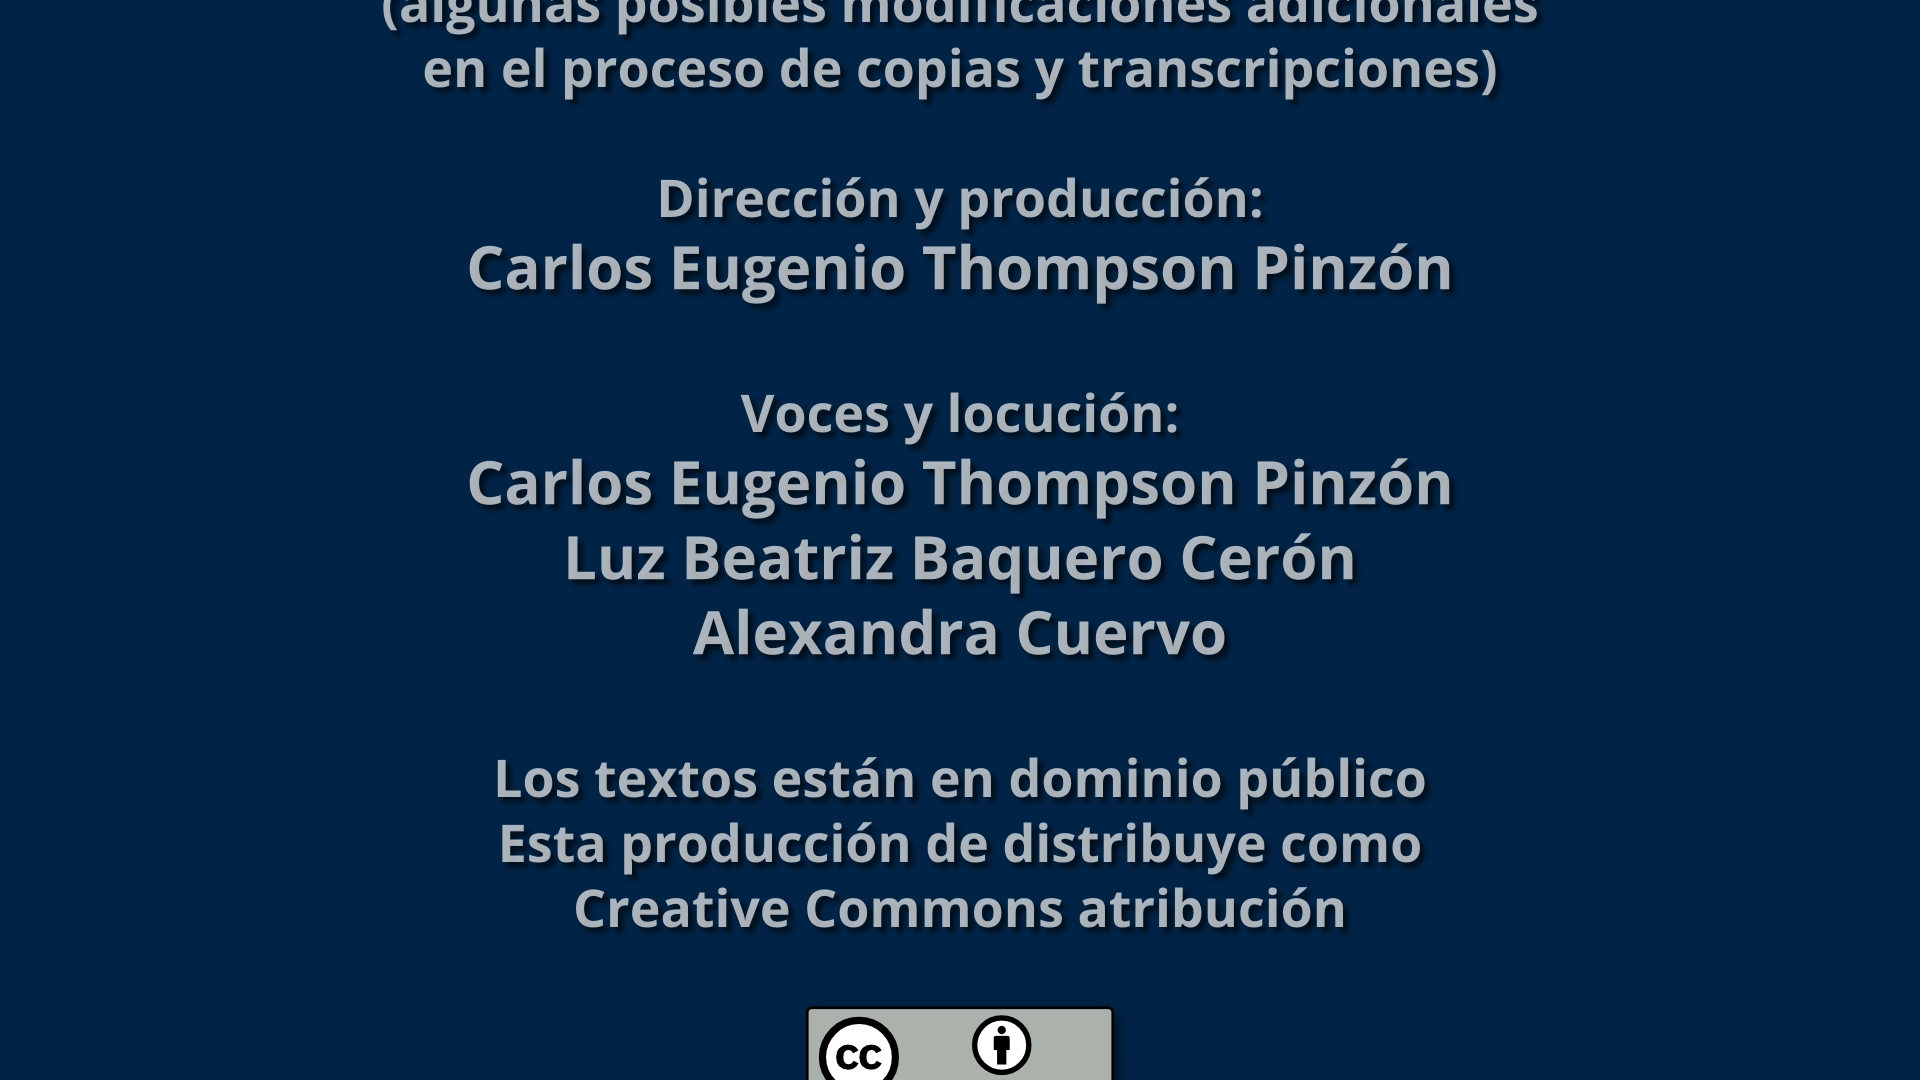 (algunas posibles modificaciones adicionales
en el proceso de copias y transcripciones)
Dirección y producción:
Carlos Eugenio Thompson Pinzón
Voces y locución:
Carlos Eugenio Thompson Pinzón
Luz Beatriz Baquero Cerón
Alexandra Cuervo
Los textos están en dominio público
Esta producción de distribuye como
Creative Commons atribución
cc